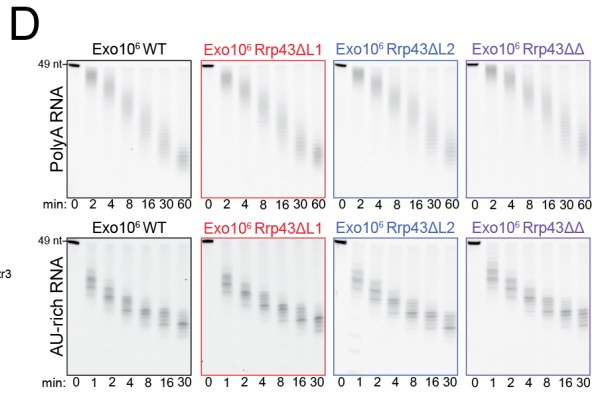 D
Exo10⁶ WT Exo10⁶ Rrp43ΔL1 Exo10⁶ Rrp43ΔL2 Exo10⁶ Rrp43ΔΔ
49 nt
PolyA RNA
min: 0 2 4 8 16 30 60 0 2 4 8 16 30 60 0 2 4 8 16 30 60 0 2 4 8 16 30 60
Exo10⁶ WT Exo10⁶ Rrp43ΔL1 Exo10⁶ Rrp43ΔL2 Exo10⁶ Rrp43ΔΔ
49 nt
tr3
AU-rich RNA
min: 0 1 2 4 8 16 30 0 1 2 4 8 16 30 0 1 2 4 8 16 30 0 1 2 4 8 16 30